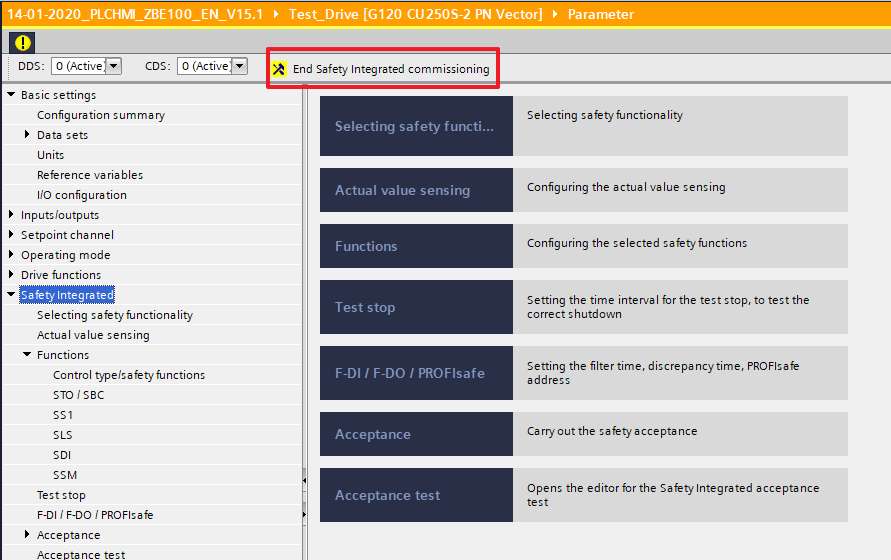 14-01-2020_PLCHMI_ZBE100_EN_V15.1 Test_Drive [G120 CU250S-2 PN Vector] Parameter
DDS: 0 (Active) CDS: 0 (Active) End Safety Integrated commissioning
Basic settings
Configuration summary
Data sets
Units
Reference variables
I/O configuration
Inputs/outputs
Setpoint channel
Operating mode
Drive functions
Safety Integrated
Selecting safety functionality
Actual value sensing
Functions
Control type/safety functions
STO / SBC
SS1
SLS
SDI
SSM
Test stop
F-DI / F-DO / PROFIsafe
Acceptance
Acceptance test
Selecting safety functi...
Selecting safety functionality
Actual value sensing
Configuring the actual value sensing
Functions
Configuring the selected safety functions
Test stop
Setting the time interval for the test stop, to test the
correct shutdown
F-DI / F-DO / PROFIsafe
Setting the filter time, discrepancy time, PROFIsafe
address
Acceptance
Carry out the safety acceptance
Acceptance test
Opens the editor for the Safety Integrated acceptance
test